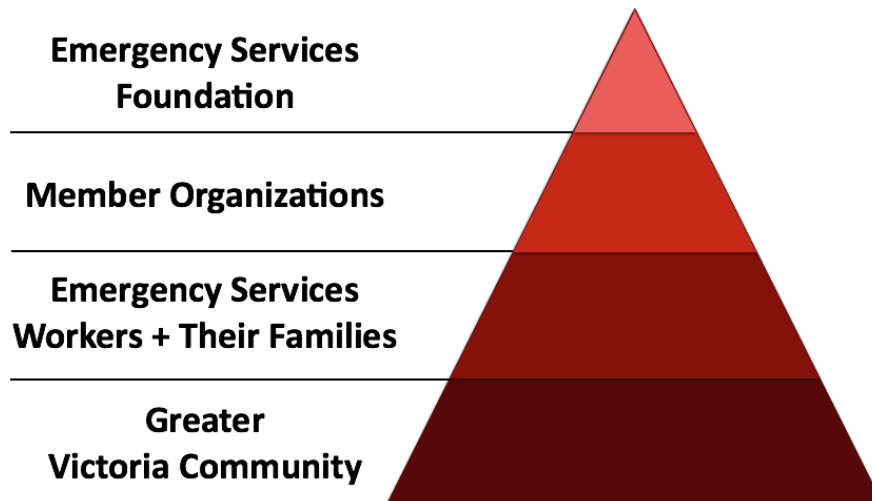 Emergency Services
Foundation
Member Organizations
Emergency Services
Workers + Their Families
Greater
Victoria Community